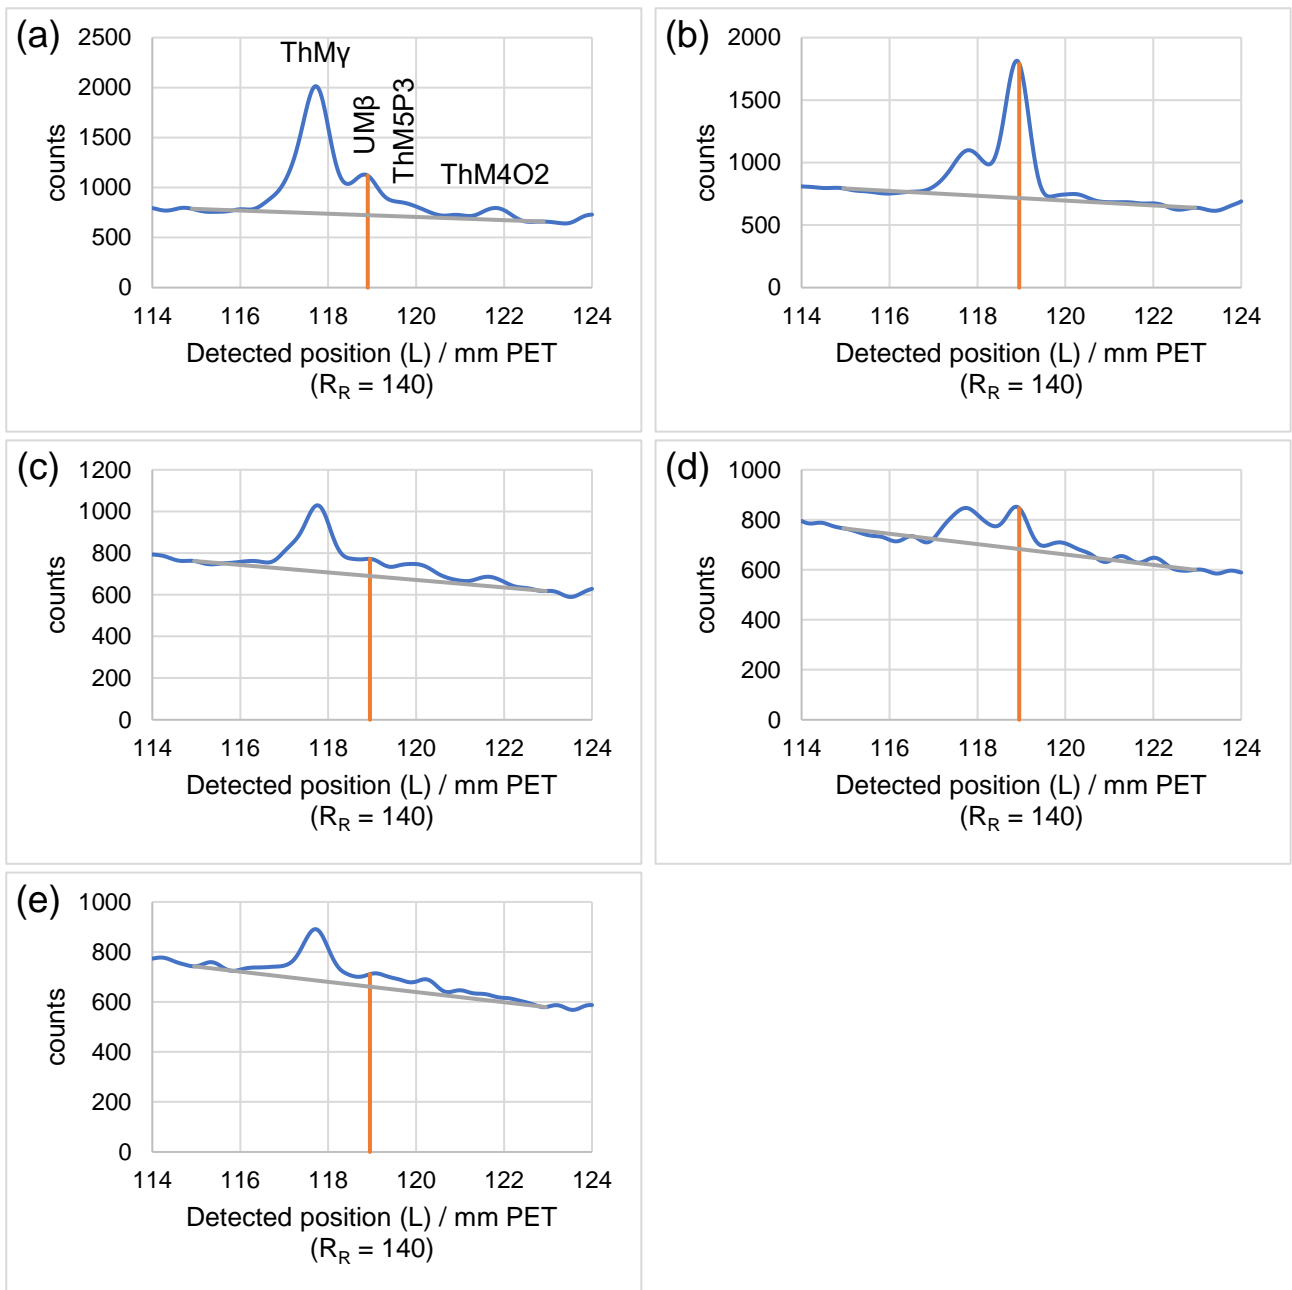 (a)
2500
2000
1500
1000
500
0
counts
ThMγ
UMβ
ThM5P3
ThM4O2
114 116 118 120 122 124
Detected position (L) / mm PET
(RR = 140)
(b)
2000
1500
1000
500
0
counts
114 116 118 120 122 124
Detected position (L) / mm PET
(RR = 140)
(c)
1200
1000
800
600
400
200
0
counts
114 116 118 120 122 124
Detected position (L) / mm PET
(RR = 140)
(d)
1000
800
600
400
200
0
counts
114 116 118 120 122 124
Detected position (L) / mm PET
(RR = 140)
(e)
1000
800
600
400
200
0
counts
114 116 118 120 122 124
Detected position (L) / mm PET
(RR = 140)